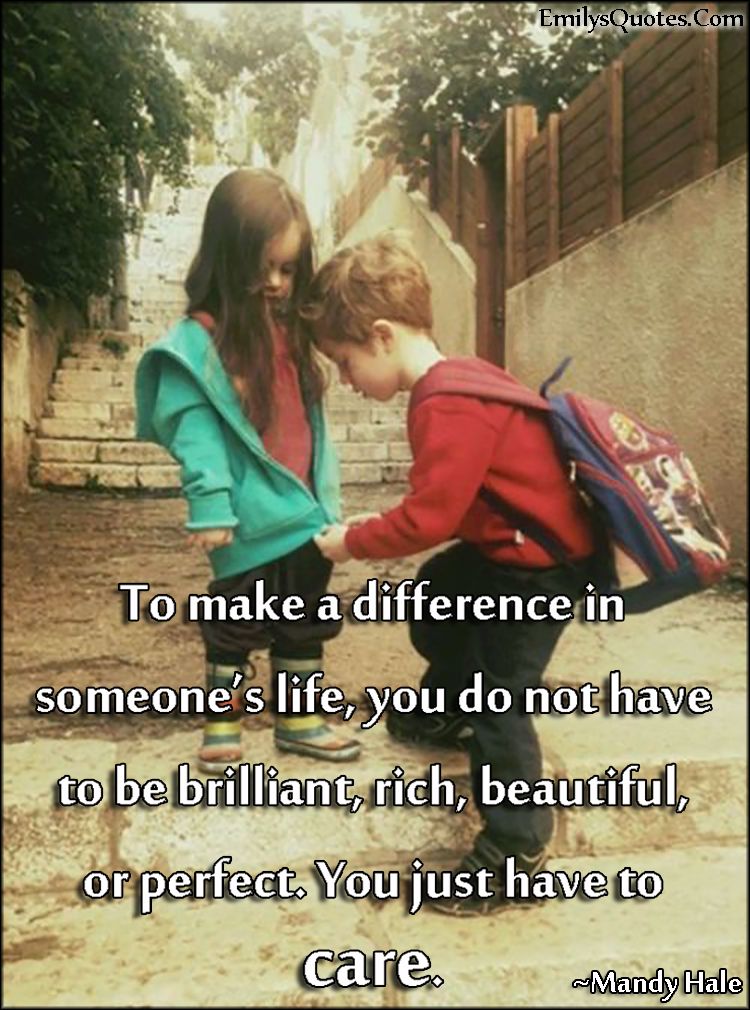 EmilysQuotes.Com
To make a difference in
someone's life, you do not have
to be brilliant, rich, beautiful,
or perfect. You just have to
care.
~Mandy Hale